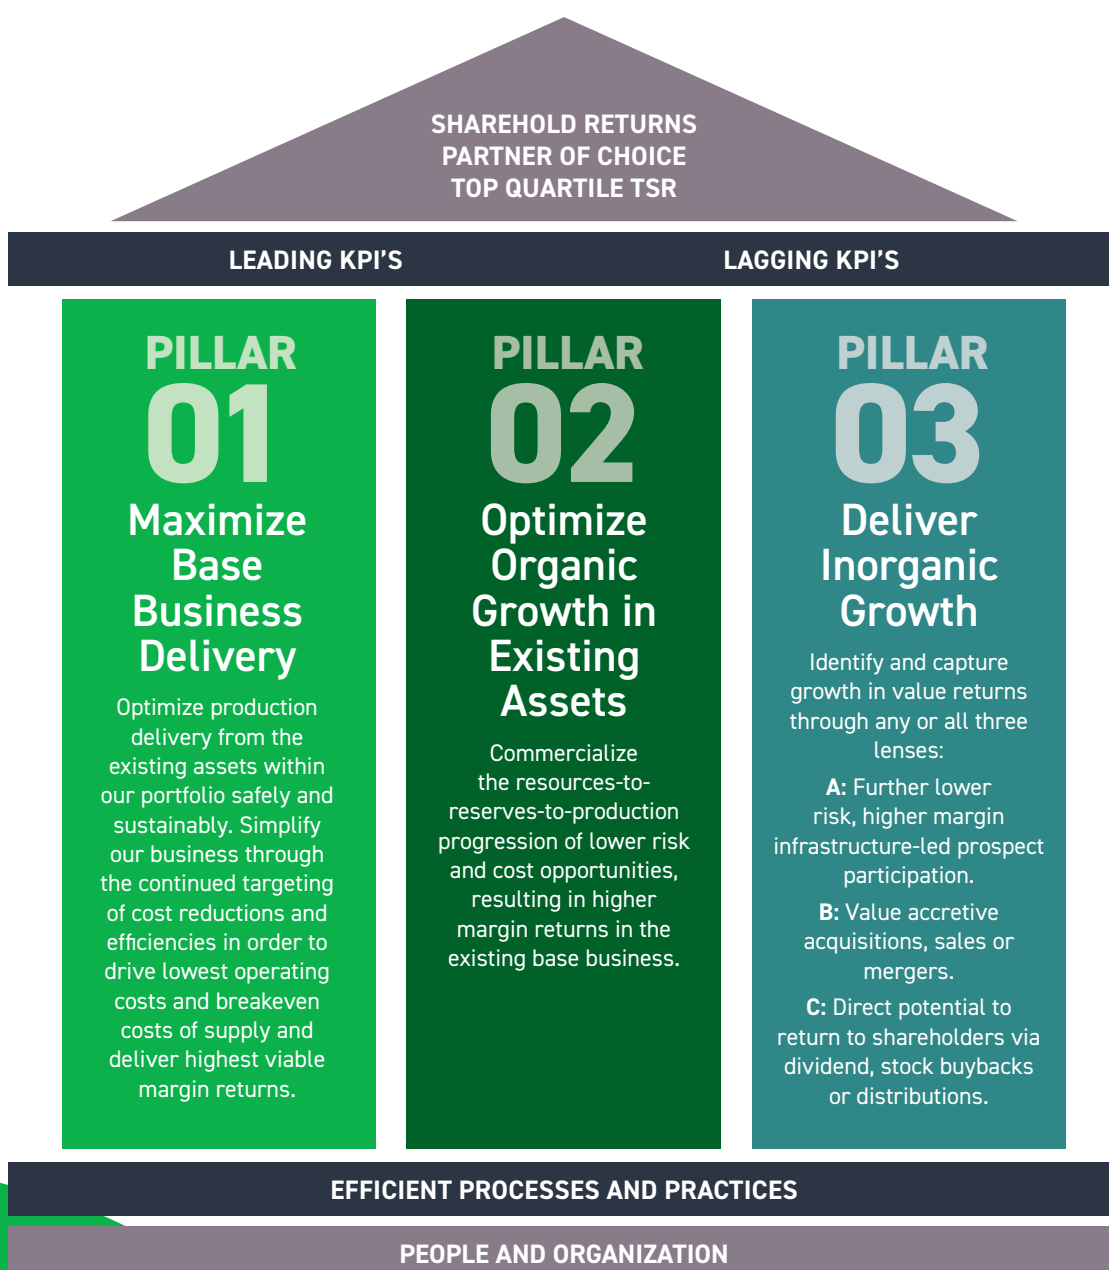 SHAREHOLD RETURNS
PARTNER OF CHOICE
TOP QUARTILE TSR
LEADING KPI'S
LAGGING KPI'S
PILLAR
01
Maximize
Base
Business
Delivery
Optimize production
delivery from the
existing assets within
our portfolio safely and
sustainably. Simplify
our business through
the continued targeting
of cost reductions and
efficiencies in order to
drive lowest operating
costs and breakeven
costs of supply and
deliver highest viable
margin returns.
PILLAR
02
Optimize
Organic
Growth in
Existing
Assets
Commercialize
the resources-to-
reserves-to-production
progression of lower risk
and cost opportunities,
resulting in higher
margin returns in the
existing base business.
PILLAR
03
Deliver
Inorganic
Growth
Identify and capture
growth in value returns
through any or all three
lenses:
A: Further lower
risk, higher margin
infrastructure-led prospect
participation.
B: Value accretive
acquisitions, sales or
mergers.
C: Direct potential to
return to shareholders via
dividend, stock buybacks
or distributions.
EFFICIENT PROCESSES AND PRACTICES
PEOPLE AND ORGANIZATION